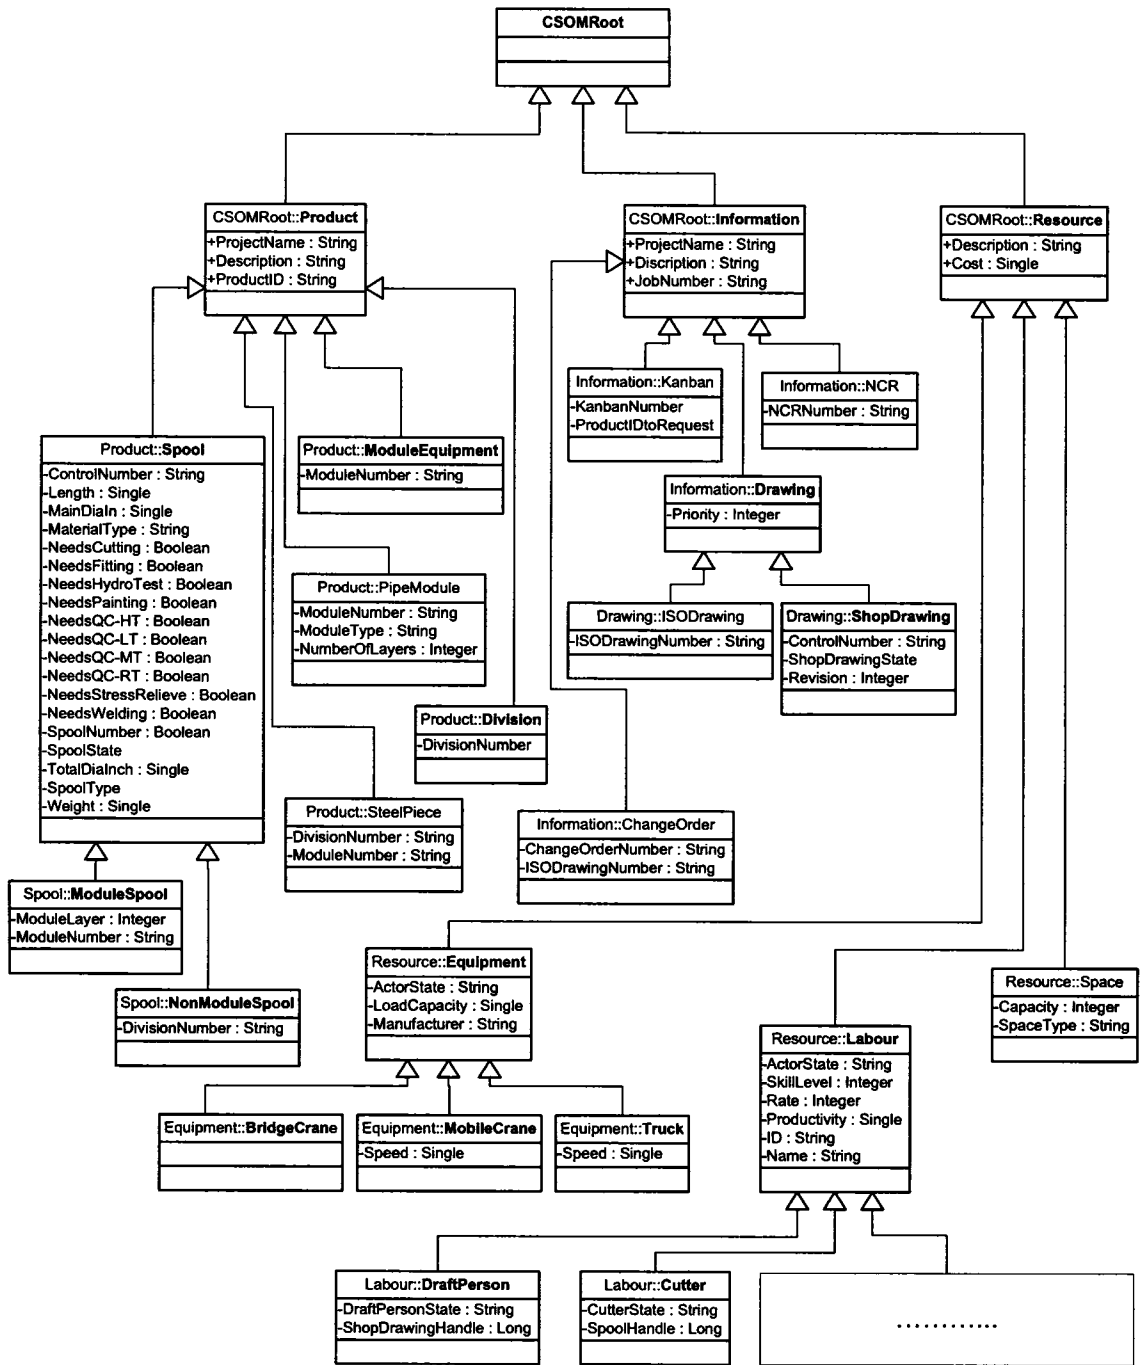 CSOMRoot
CSOMRoot::Product
+ProjectName : String
+Description : String
+ProductID : String
CSOMRoot::Information
+ProjectName : String
+Discription : String
+JobNumber : String
CSOMRoot::Resource
+Description : String
+Cost : Single
Information::Kanban
-KanbanNumber
-ProductIDtoRequest
Information::NCR
-NCRNumber : String
Product::Spool
-ControlNumber : String
-Length : Single
-MainDiaIn : Single
-MaterialType : String
-NeedsCutting : Boolean
-NeedsFitting : Boolean
-NeedsHydroTest : Boolean
-NeedsPainting : Boolean
-NeedsQC-HT : Boolean
-NeedsQC-LT : Boolean
-NeedsQC-MT : Boolean
-NeedsQC-RT : Boolean
-NeedsStressRelieve : Boolean
-NeedsWelding : Boolean
-SpoolNumber : Boolean
-SpoolState
-TotalDiaInch : Single
-SpoolType
-Weight : Single
Product::ModuleEquipment
-ModuleNumber : String
Information::Drawing
-Priority : Integer
Product::PipeModule
-ModuleNumber : String
-ModuleType : String
-NumberOfLayers : Integer
Drawing::ISODrawing
-ISODrawingNumber : String
Drawing::ShopDrawing
-ControlNumber : String
-ShopDrawingState
-Revision : Integer
Product::Division
-DivisionNumber
Product::SteelPiece
-DivisionNumber : String
-ModuleNumber : String
Information::ChangeOrder
-ChangeOrderNumber : String
-ISODrawingNumber : String
Spool::ModuleSpool
-ModuleLayer : Integer
-ModuleNumber : String
Spool::NonModuleSpool
-DivisionNumber : String
Resource::Equipment
-ActorState : String
-LoadCapacity : Single
-Manufacturer : String
Resource::Space
-Capacity : Integer
-SpaceType : String
Resource::Labour
-ActorState : String
-SkillLevel : Integer
-Rate : Integer
-Productivity : Single
-ID : String
-Name : String
Equipment::BridgeCrane
Equipment::MobileCrane
-Speed : Single
Equipment::Truck
-Speed : Single
Labour::DraftPerson
-DraftPersonState : String
-ShopDrawingHandle : Long
Labour::Cutter
-CutterState : String
-SpoolHandle : Long
............